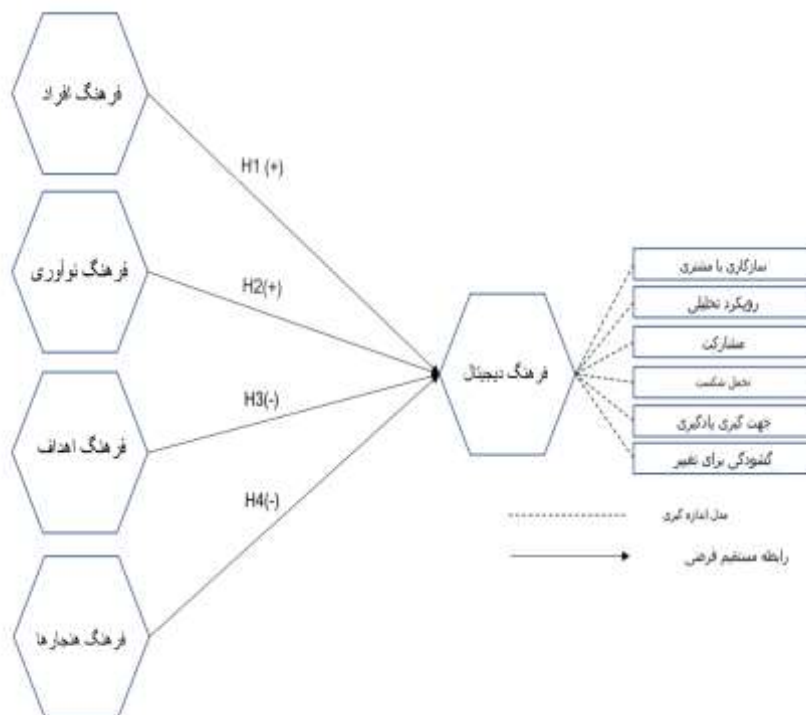 فرهنگ افراد
H1 (+)
فرهنگ نوآوری
H2(+)
فرهنگ اهداف
H3(-)
فرهنگ هنجارها
H4(-)
فرهنگ دیجیتال
سازگاری با مشتری
رویکرد تحلیلی
مشارکت
تحمل شکست
جهت گیری یادگیری
گشودگی برای تغییر
مدل اندازه گیری
رابطه مستقیم فرضی